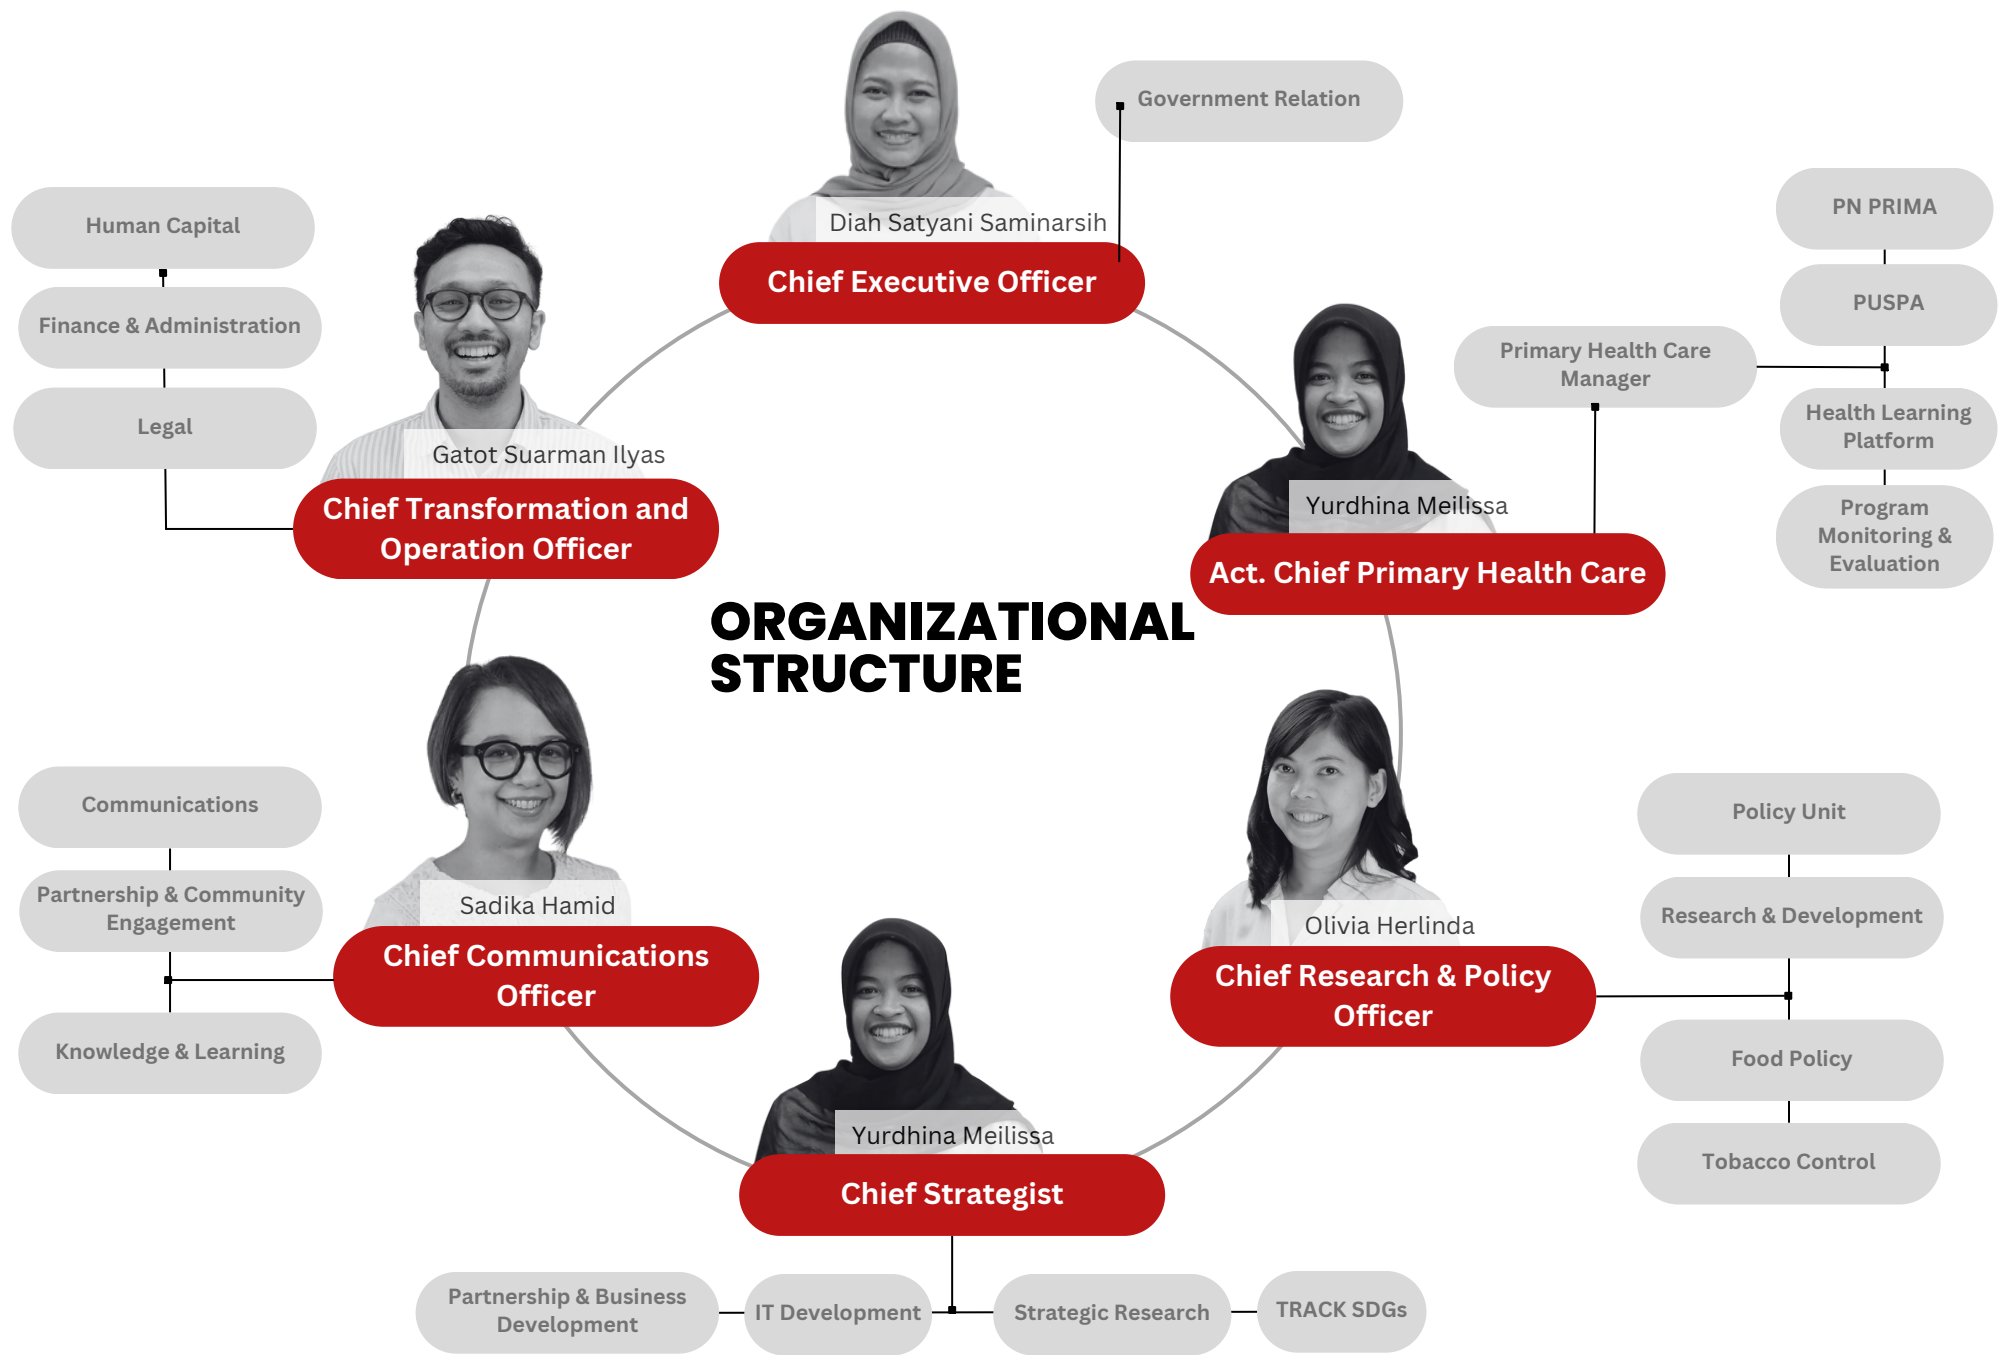 Diah Satyani Saminarsih
Chief Executive Officer
Government Relation
Human Capital
Finance & Administration
Legal
Gatot Suarman Ilyas
Chief Transformation and
Operation Officer
PN PRIMA
PUSPA
Primary Health Care
Manager
Health Learning
Platform
Program
Monitoring &
Evaluation
Yurdhina Meilissa
Act. Chief Primary Health Care
ORGANIZATIONAL
STRUCTURE
Communications
Partnership & Community
Engagement
Knowledge & Learning
Sadika Hamid
Chief Communications
Officer
Olivia Herlinda
Chief Research & Policy
Officer
Policy Unit
Research & Development
Food Policy
Tobacco Control
Yurdhina Meilissa
Chief Strategist
Partnership & Business
Development
IT Development
Strategic Research
TRACK SDGs